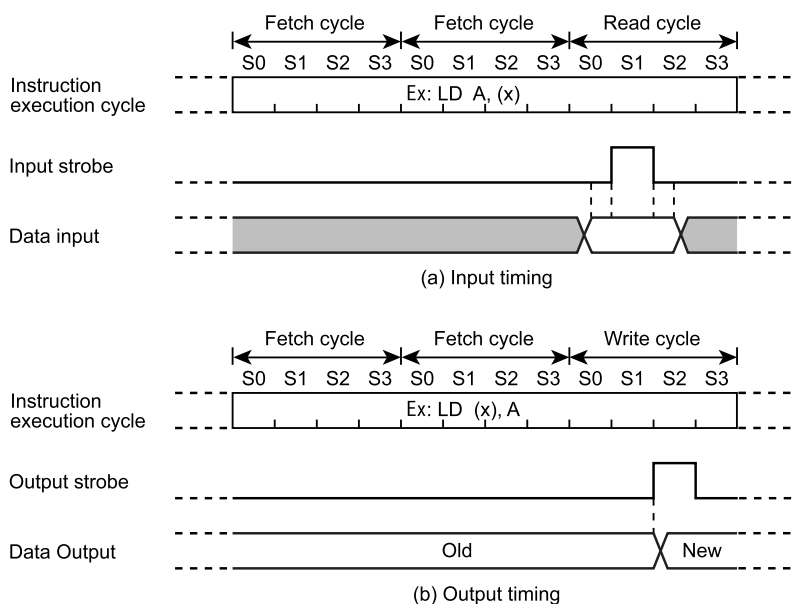 Fetch cycle Fetch cycle Read cycle
S0 S1 S2 S3 S0 S1 S2 S3 S0 S1 S2 S3
Instruction
execution cycle
Ex: LD A, (x)
Input strobe
Data input
(a) Input timing
Fetch cycle Fetch cycle Write cycle
S0 S1 S2 S3 S0 S1 S2 S3 S0 S1 S2 S3
Instruction
execution cycle
Ex: LD (x), A
Output strobe
Data Output Old New
(b) Output timing